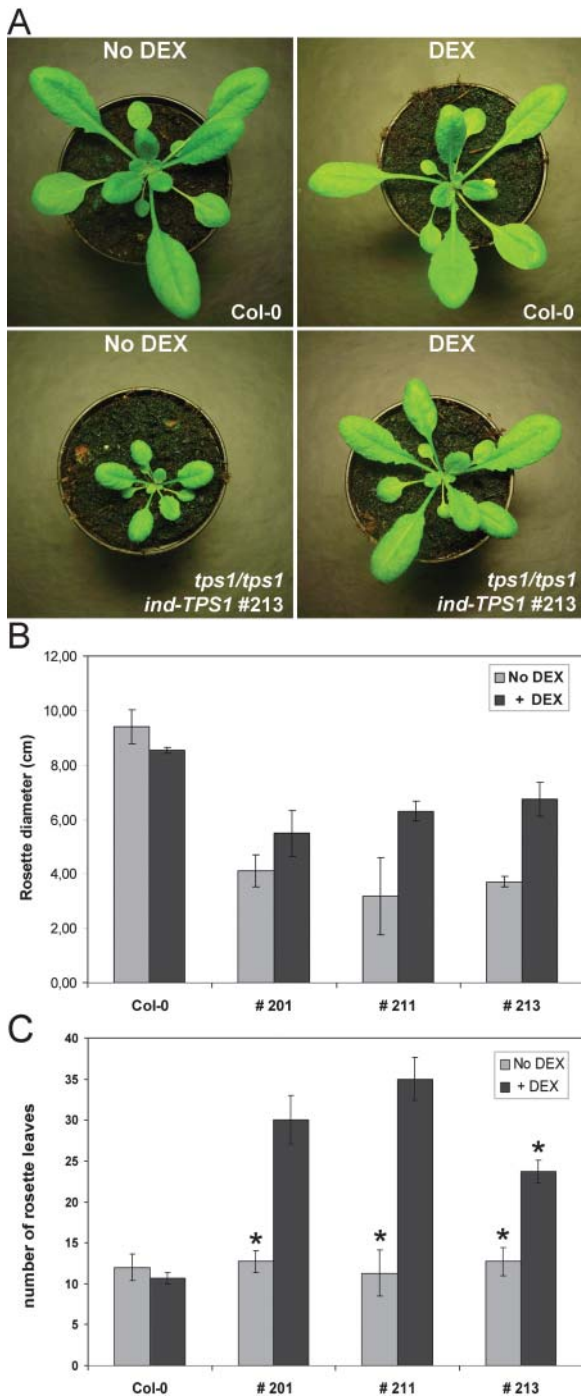 A
No DEX
DEX
Col-0
Col-0
No DEX
DEX
tps1/tps1
ind-TPS1 #213
tps1/tps1
ind-TPS1 #213
B
12,00
10,00
8,00
6,00
4,00
2,00
0,00
Rosette diameter (cm)
No DEX
+ DEX
Col-0
# 201
# 211
# 213
C
40
35
30
25
20
15
10
5
0
number of rosette leaves
No DEX
+ DEX
*
*
*
*
Col-0
# 201
# 211
# 213